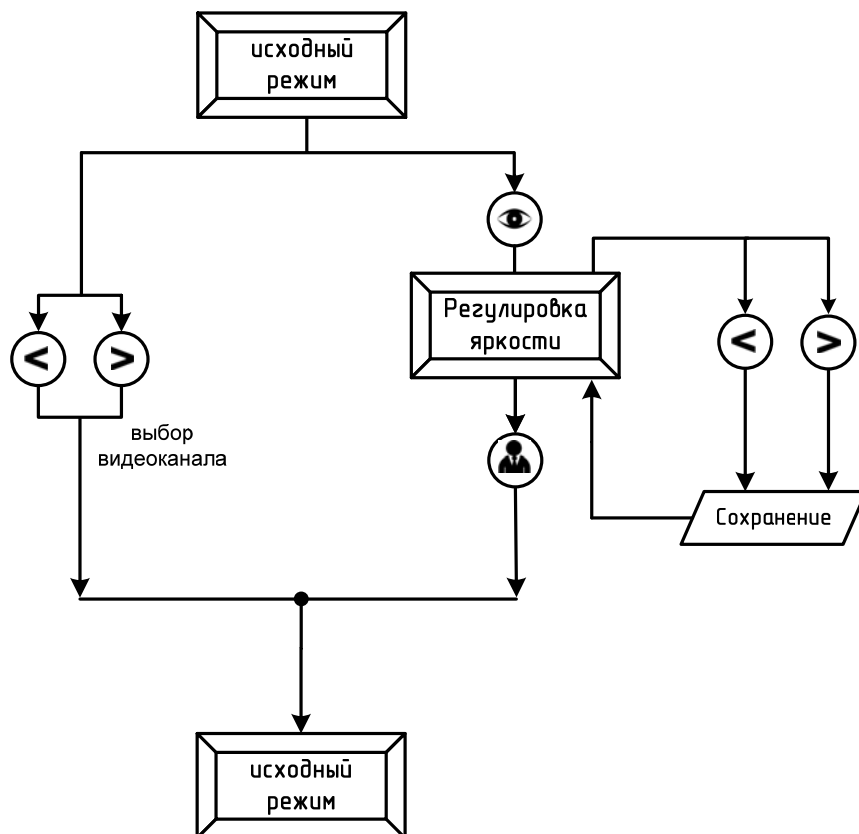 исходный
режим
Регулировка
яркости
<
>
<
>
выбор
видеоканала
Сохранение
исходный
режим